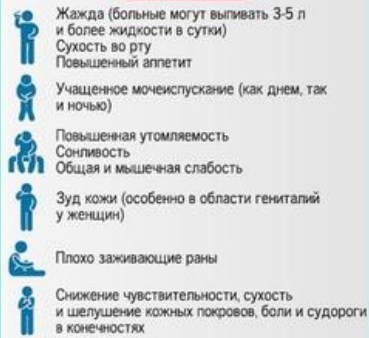 Жажда (больные могут выпивать 3-5 л
и более жидкости в сутки)
Сухость во рту
Повышенный аппетит
Учащенное мочеиспускание (как днем, так
и ночью)
Повышенная утомляемость
Сонливость
Общая и мышечная слабость
Зуд кожи (особенно в области гениталий
у женщин)
Плохо заживающие раны
Снижение чувствительности, сухость
и шелушение кожных покровов, боли и судороги
в конечностях